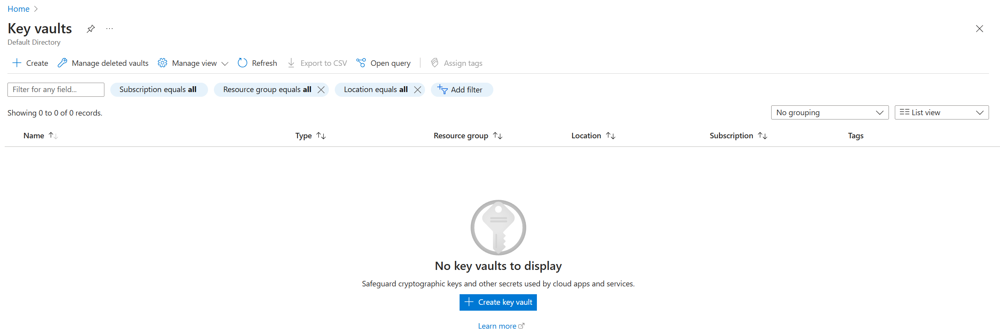 Home
Key vaults
Default Directory
Create Manage deleted vaults Manage view Refresh Export to CSV Open query Assign tags
Filter for any field... Subscription equals all Resource group equals all Location equals all Add filter
Showing 0 to 0 of 0 records. No grouping List view
Name Type Resource group Location Subscription Tags
No key vaults to display
Safeguard cryptographic keys and other secrets used by cloud apps and services.
Create key vault
Learn more